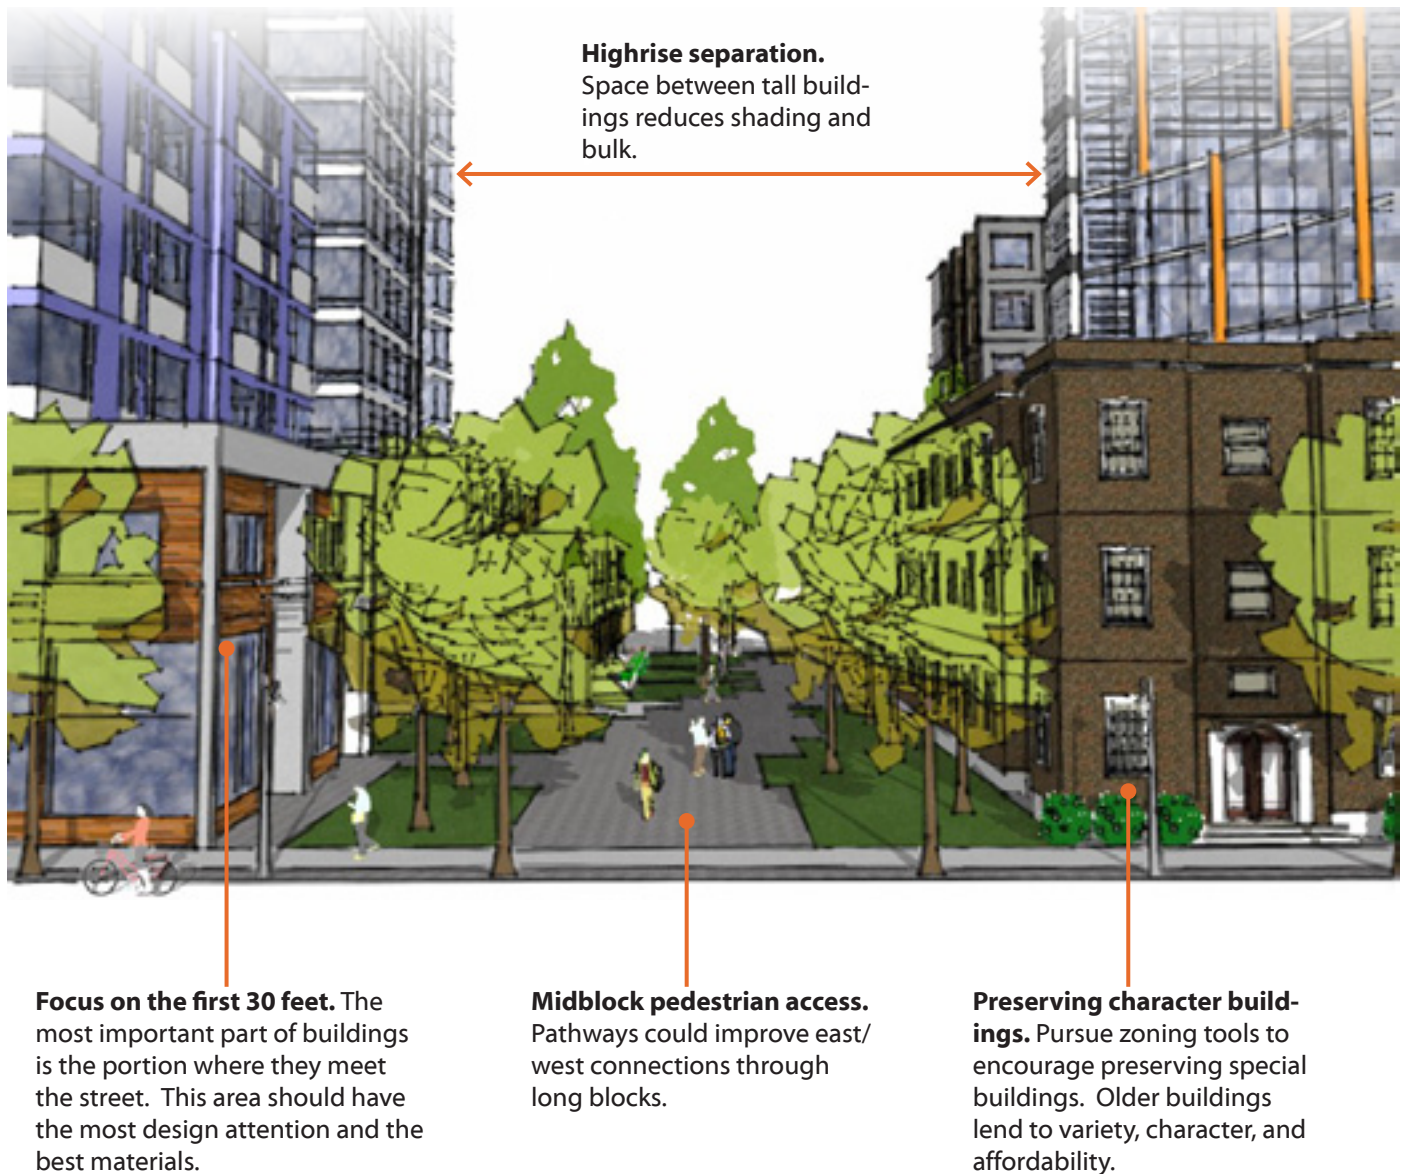 Highrise separation.
Space between tall build-
ings reduces shading and
bulk.
Focus on the first 30 feet. The
most important part of buildings
is the portion where they meet
the street.  This area should have
the most design attention and the
best materials.
Midblock pedestrian access.
Pathways could improve east/
west connections through
long blocks.
Preserving character build-
ings. Pursue zoning tools to
encourage preserving special
buildings.  Older buildings
lend to variety, character, and
affordability.